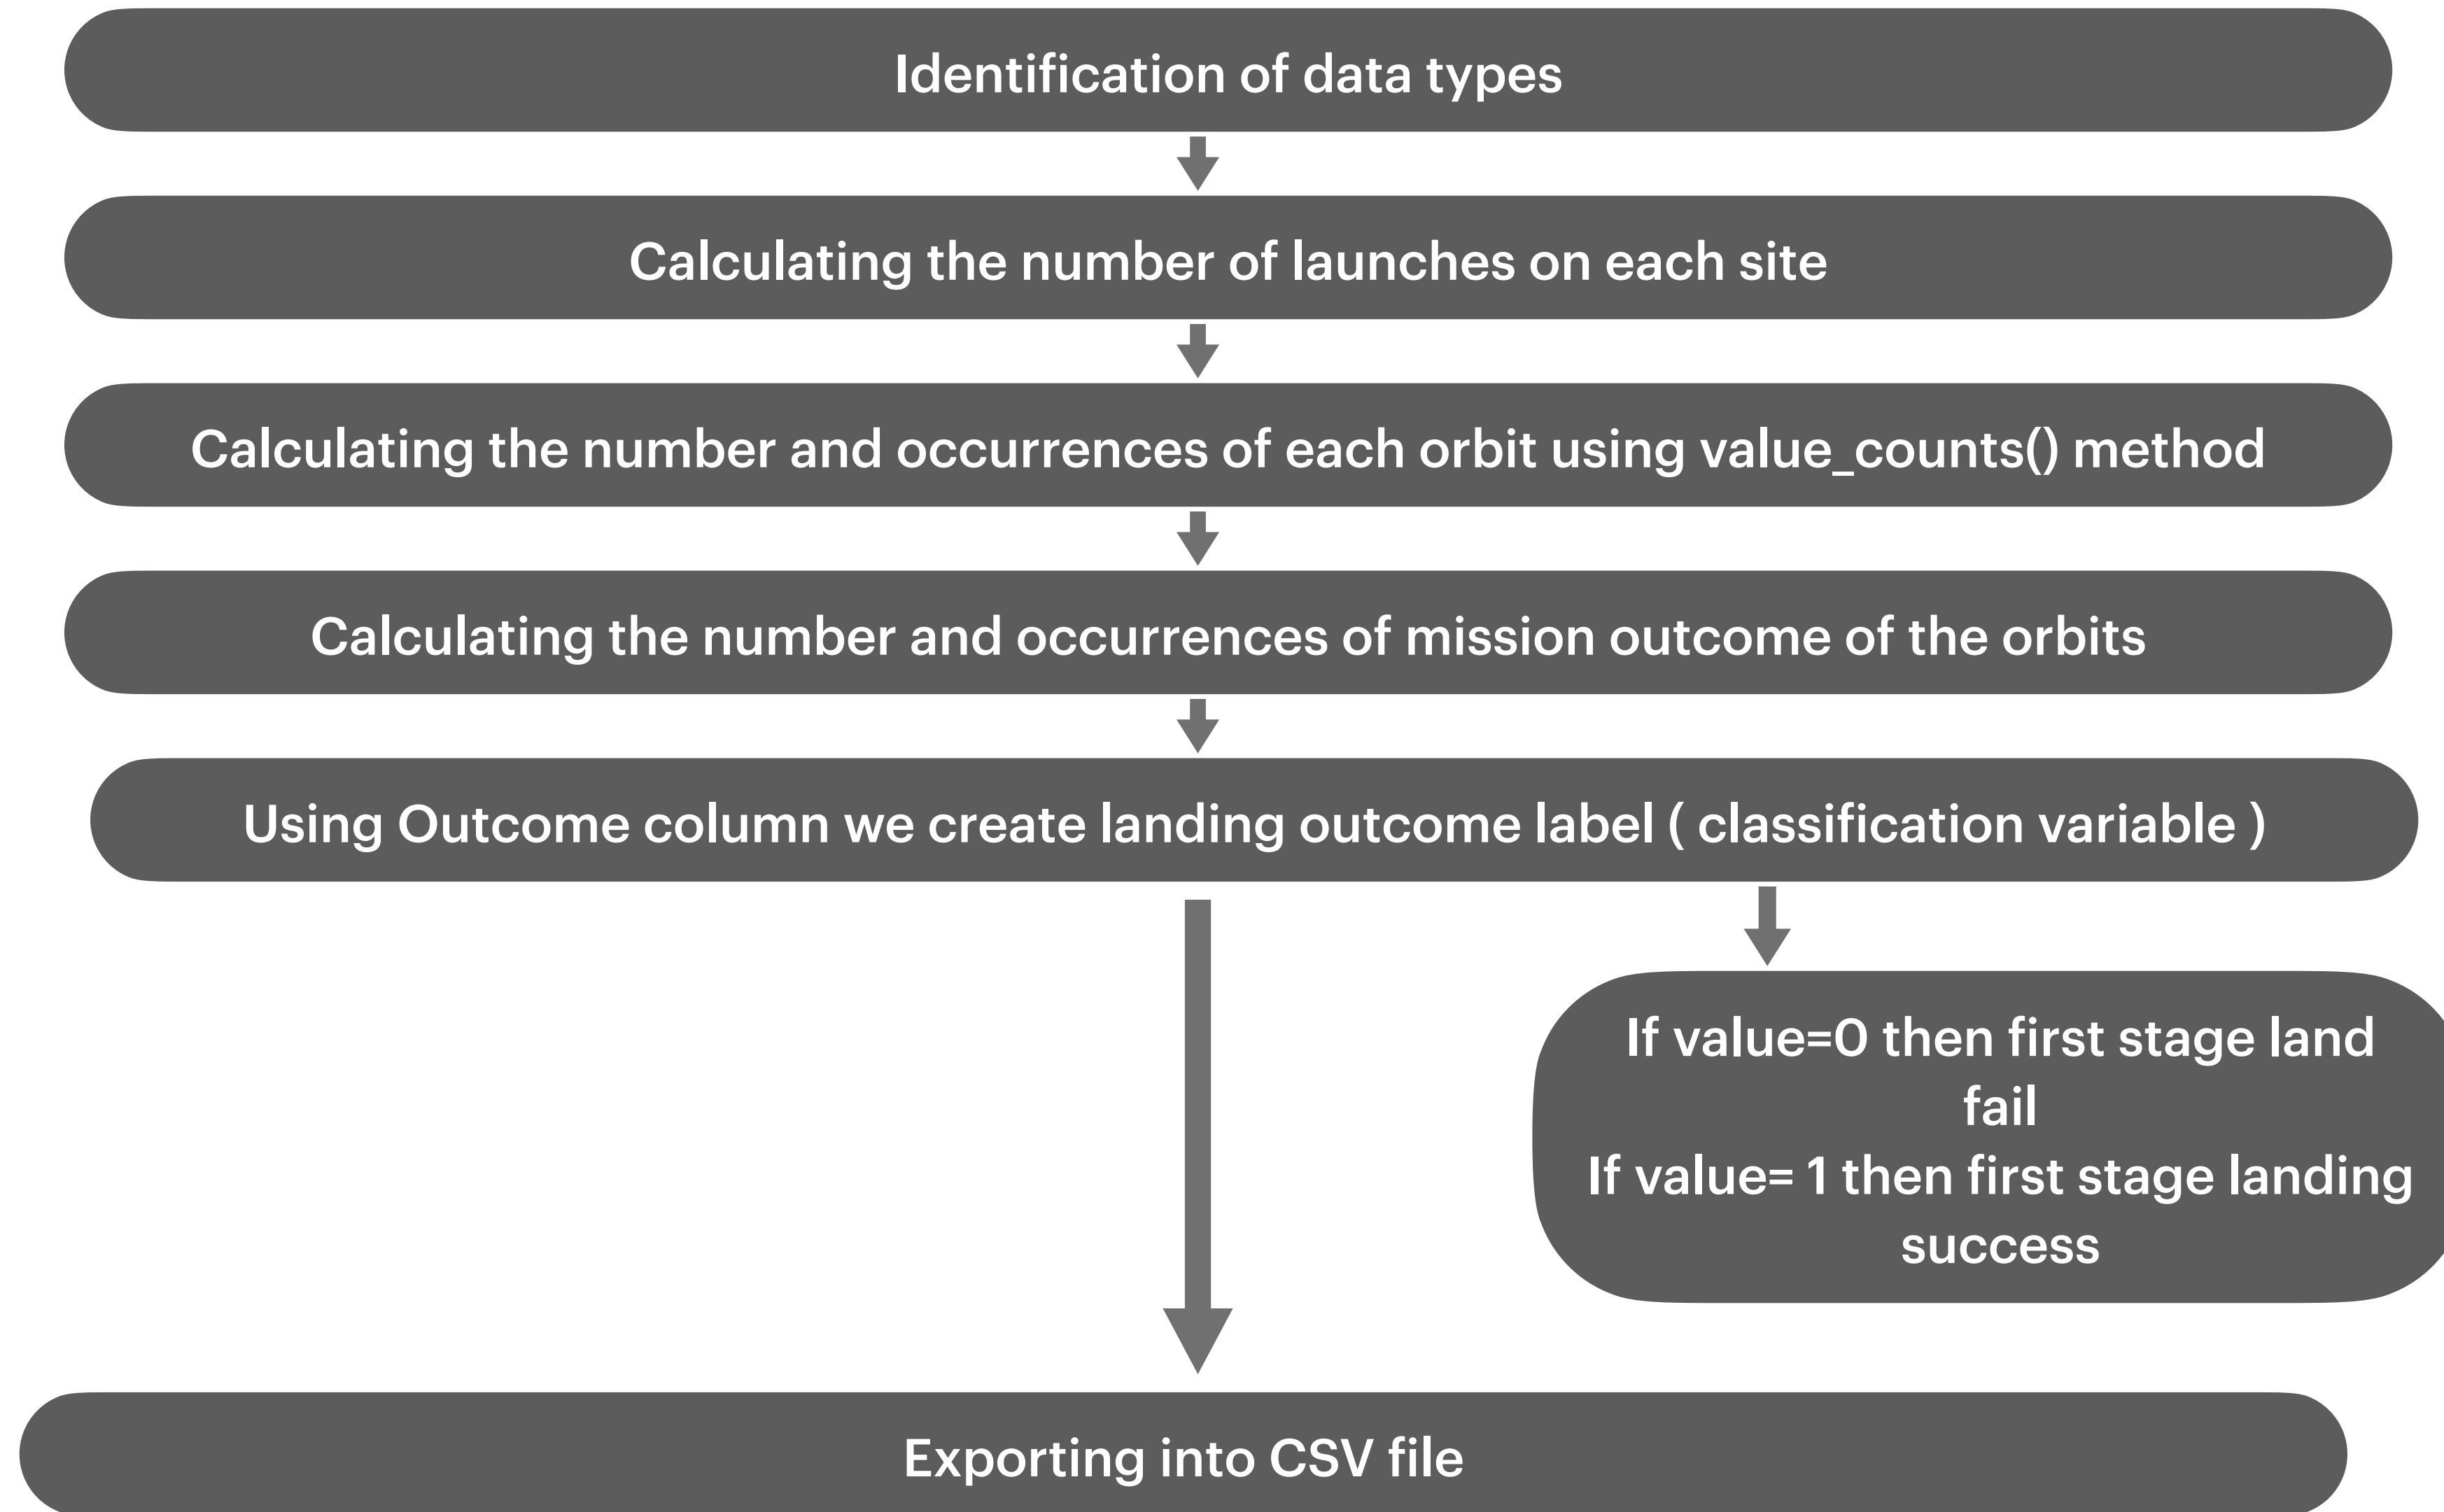 Identification of data types
Calculating the number of launches on each site
Calculating the number and occurrences of each orbit using value_counts() method
Calculating the number and occurrences of mission outcome of the orbits
Using Outcome column we create landing outcome label ( classification variable )
If value=0 then first stage land
fail
If value= 1 then first stage landing
success
Exporting into CSV file